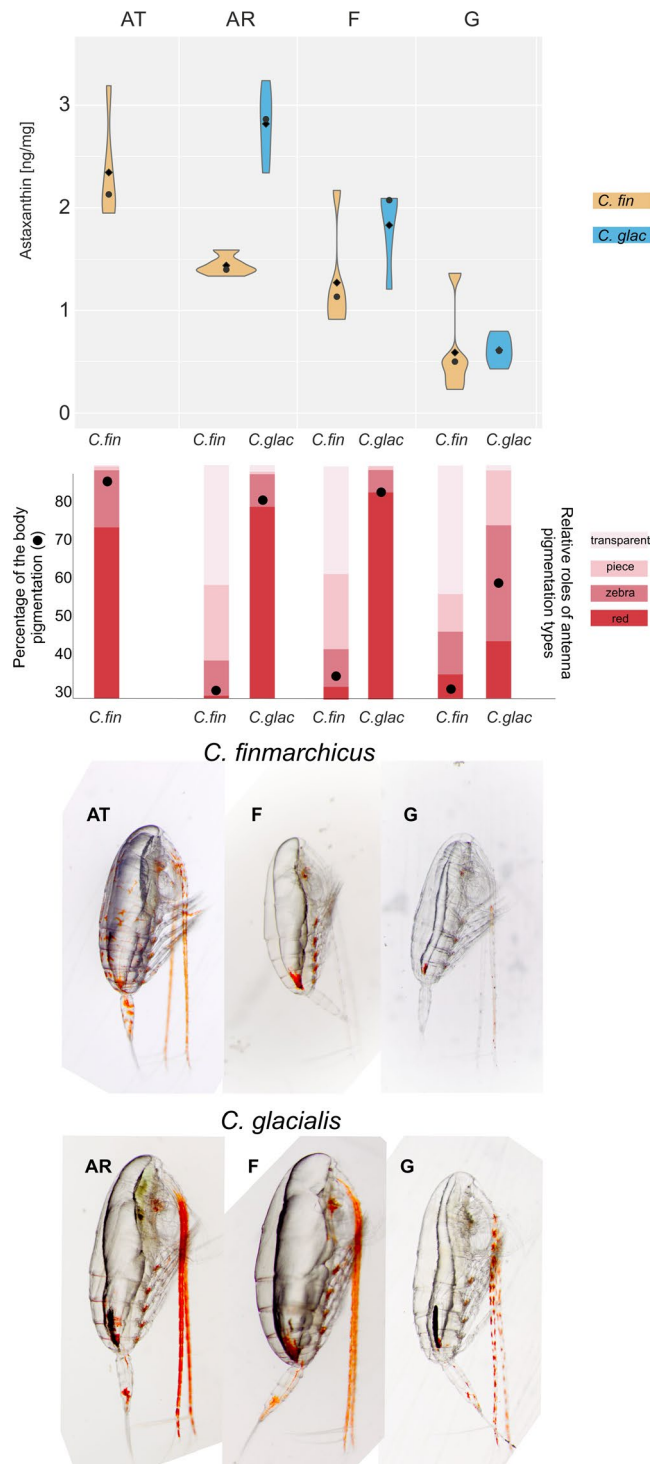 AT AR F G
Astaxanthin [ng/mg]
3
2
1
0
C. fin
C. glac
C.fin C.fin C.glac C.fin C.glac C.fin C.glac
Percentage of the body
pigmentation (●)
80
70
60
50
40
30
Relative roles of antenna
pigmentation types
transparent
piece
zebra
red
C.fin C.fin C.glac C.fin C.glac C.fin C.glac
C. finmarchicus
AT F G
C. glacialis
AR F G